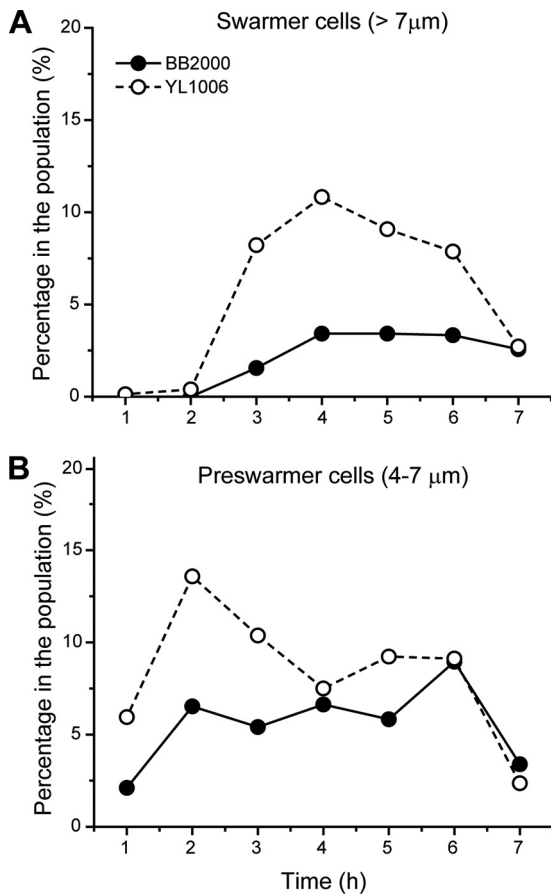 A
Swarmer cells (> 7μm)
Percentage in the population (%)
20
15
10
5
0
BB2000
YL1006
1 2 3 4 5 6 7
B
Preswarmer cells (4-7 μm)
Percentage in the population (%)
20
15
10
5
0
1 2 3 4 5 6 7
Time (h)